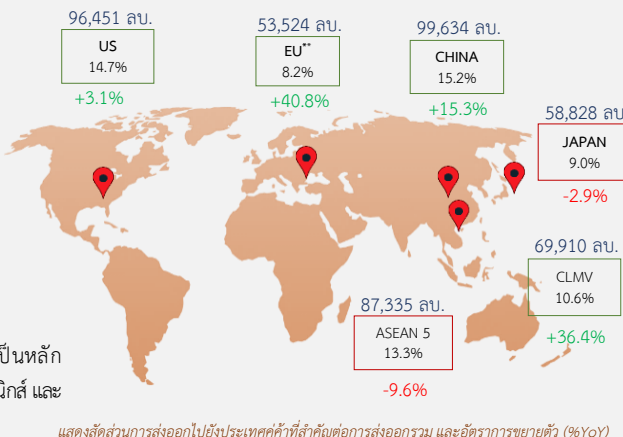 96,451 ลบ.
US
14.7%
+3.1%
53,524 ลบ.
EU**
8.2%
+40.8%
99,634 ลบ.
CHINA
15.2%
+15.3%
58,828 ลบ.
JAPAN
9.0%
-2.9%
69,910 ลบ.
CLMV
10.6%
+36.4%
87,335 ลบ.
ASEAN 5
13.3%
-9.6%
ป็นหลัก
นิกส์ และ
แสดงสัดส่วนการส่งออกไปยังประเทศคู่ค้าที่สำคัญต่อการส่งออกรวม และอัตราการขยายตัว (%YoY)